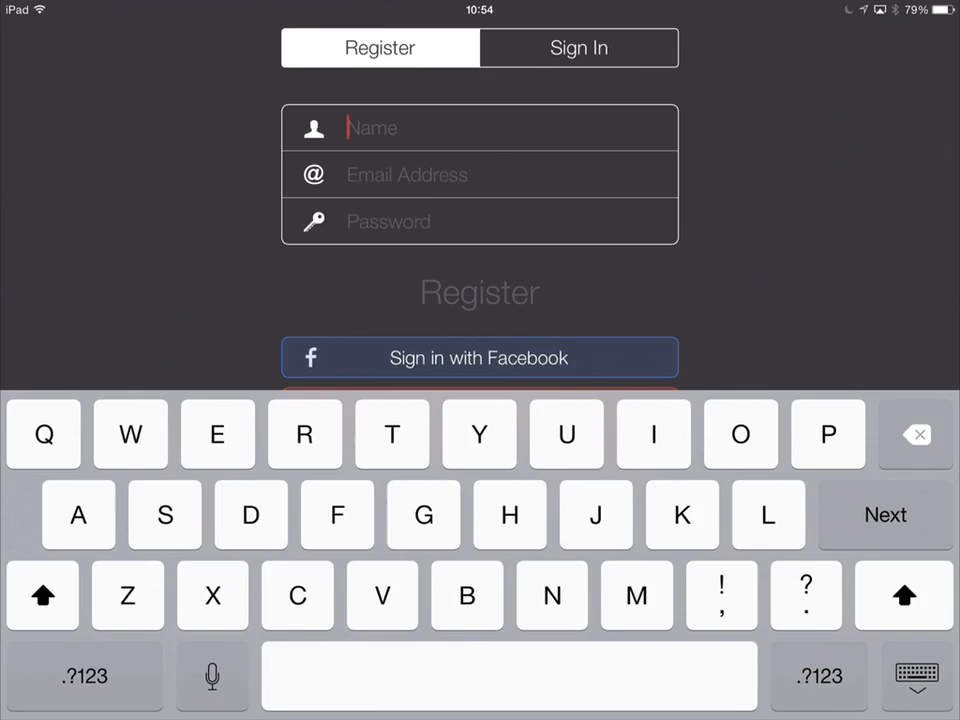 iPad 10:54 79%
Register Sign In
Name
@ Email Address
Password
Register
f Sign in with Facebook
Q W E R T Y U I O P
A S D F G H J K L Next
Z X C V B N M ! , ? .
.?123 .?123